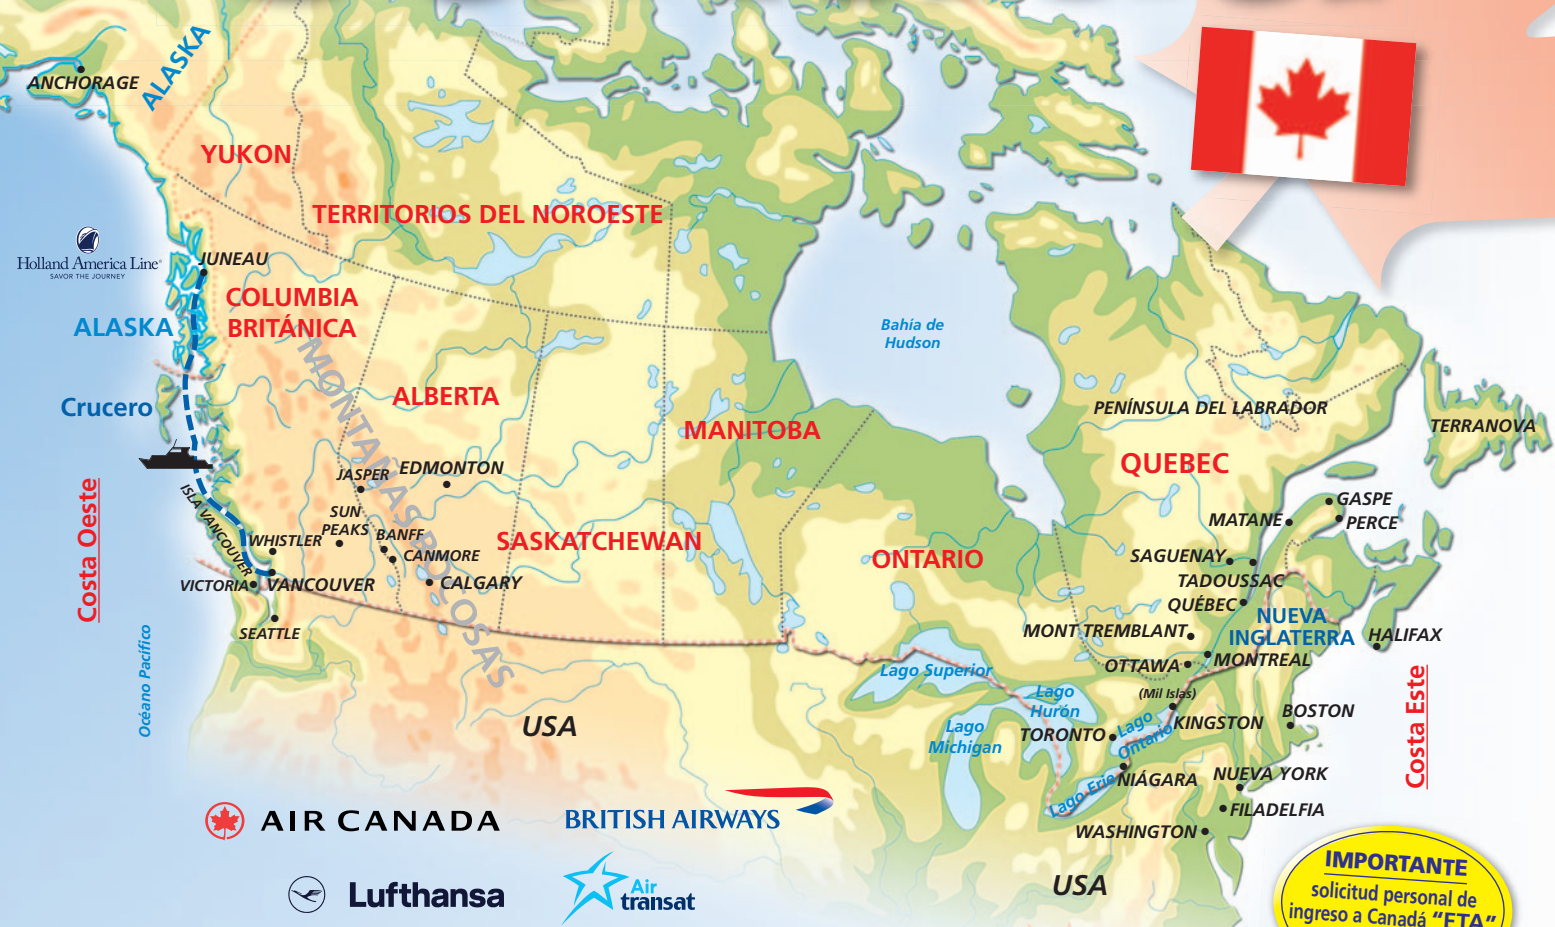 ANCHORAGE
ALASKA
YUKON
TERRITORIOS DEL NOROESTE
Holland America Line®
SAVOR THE JOURNEY
JUNEAU
COLUMBIA
BRITÁNICA
ALASKA
Bahía de
Hudson
MONTAÑAS ROCOSAS
ALBERTA
Crucero
PENÍNSULA DEL LABRADOR
MANITOBA
TERRANOVA
QUEBEC
JASPER
EDMONTON
Costa Oeste
ISLA VANCOUVER
SUN
PEAKS
GASPE
MATANE
PERCE
WHISTLER
BANFF
SASKATCHEWAN
CANMORE
ONTARIO
SAGUENAY
TADOUSSAC
VICTORIA
VANCOUVER
CALGARY
QUÉBEC
NUEVA
INGLATERRA
SEATTLE
MONT TREMBLANT
HALIFAX
Océano Pacífico
Lago Superior
OTTAWA
MONTREAL
(Mil Islas)
Lago
Hurón
Costa Este
USA
Lago
Michigan
TORONTO
Lago
Ontario
KINGSTON
BOSTON
Lago Erie
NIÁGARA
NUEVA YORK
FILADELFIA
WASHINGTON
AIR CANADA
BRITISH AIRWAYS
Lufthansa
Air
transat
USA
IMPORTANTE
solicitud personal de
ingreso a Canadá “ETA”